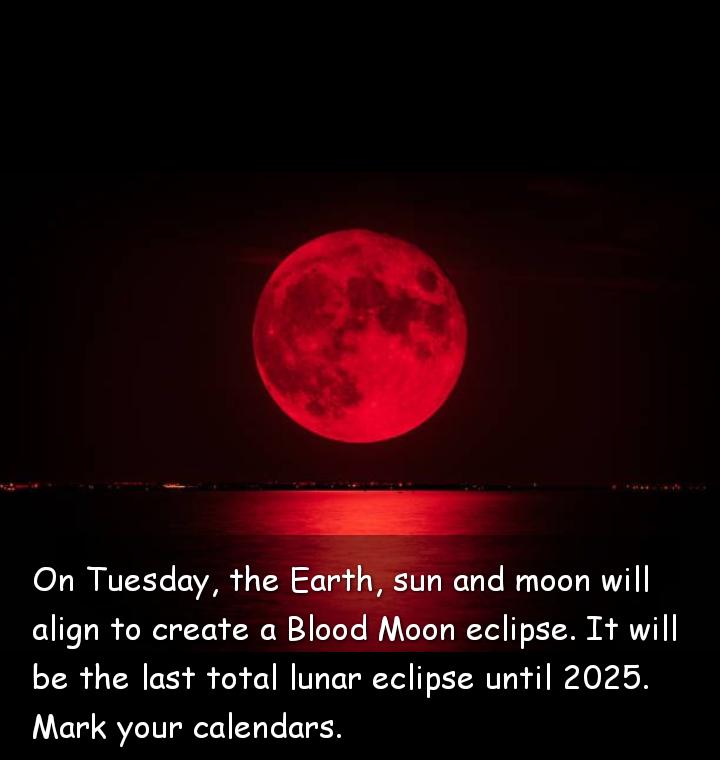 On Tuesday, the Earth, sun and moon will
align to create a Blood Moon eclipse. It will
be the last total lunar eclipse until 2025.
Mark your calendars.